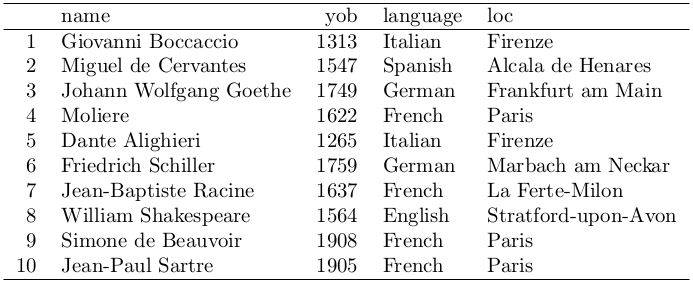 name yob language loc
1 Giovanni Boccaccio 1313 Italian Firenze
2 Miguel de Cervantes 1547 Spanish Alcala de Henares
3 Johann Wolfgang Goethe 1749 German Frankfurt am Main
4 Moliere 1622 French Paris
5 Dante Alighieri 1265 Italian Firenze
6 Friedrich Schiller 1759 German Marbach am Neckar
7 Jean-Baptiste Racine 1637 French La Ferte-Milon
8 William Shakespeare 1564 English Stratford-upon-Avon
9 Simone de Beauvoir 1908 French Paris
10 Jean-Paul Sartre 1905 French Paris